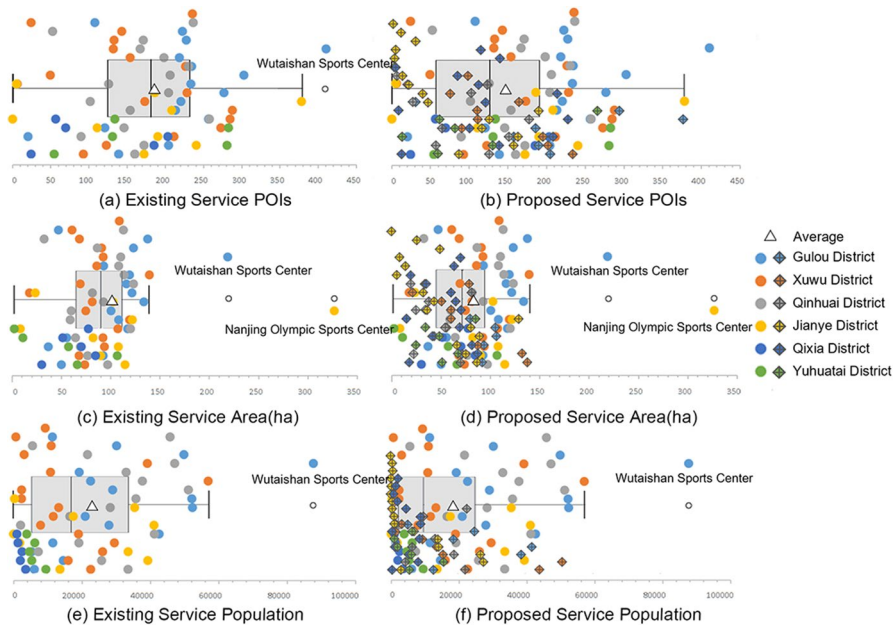 Wutaishan Sports Center
0 50 100 150 200 250 300 350 400 450
0 50 100 150 200 250 300 350 400 450
(a) Existing Service POIs
(b) Proposed Service POIs
Average
Gulou District
Xuwu District
Qinhuai District
Jianye District
Qixia District
Yuhuatai District
Wutaishan Sports Center
Wutaishan Sports Center
Nanjing Olympic Sports Center
Nanjing Olympic Sports Center
0 50 100 150 200 250 300 350
0 50 100 150 200 250 300 350
(c) Existing Service Area(ha)
(d) Proposed Service Area(ha)
Wutaishan Sports Center
Wutaishan Sports Center
0 20000 40000 60000 80000 100000
0 20000 40000 60000 80000 100000
(e) Existing Service Population
(f) Proposed Service Population